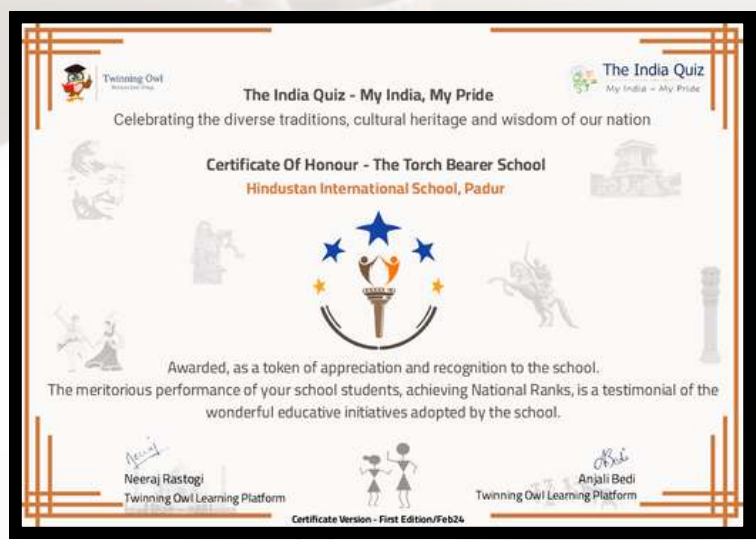 Twinning Owl
The India Quiz
My India - My Pride
The India Quiz - My India, My Pride
Celebrating the diverse traditions, cultural heritage and wisdom of our nation
Certificate Of Honour - The Torch Bearer School
Hindustan International School, Padur
Awarded, as a token of appreciation and recognition to the school.
The meritorious performance of your school students, achieving National Ranks, is a testimonial of the
wonderful educative initiatives adopted by the school.
Neeraj
Neeraj Rastogi
Twinning Owl Learning Platform
ABedi
Anjali Bedi
Twinning Owl Learning Platform
Certificate Version - First Edition/Feb24